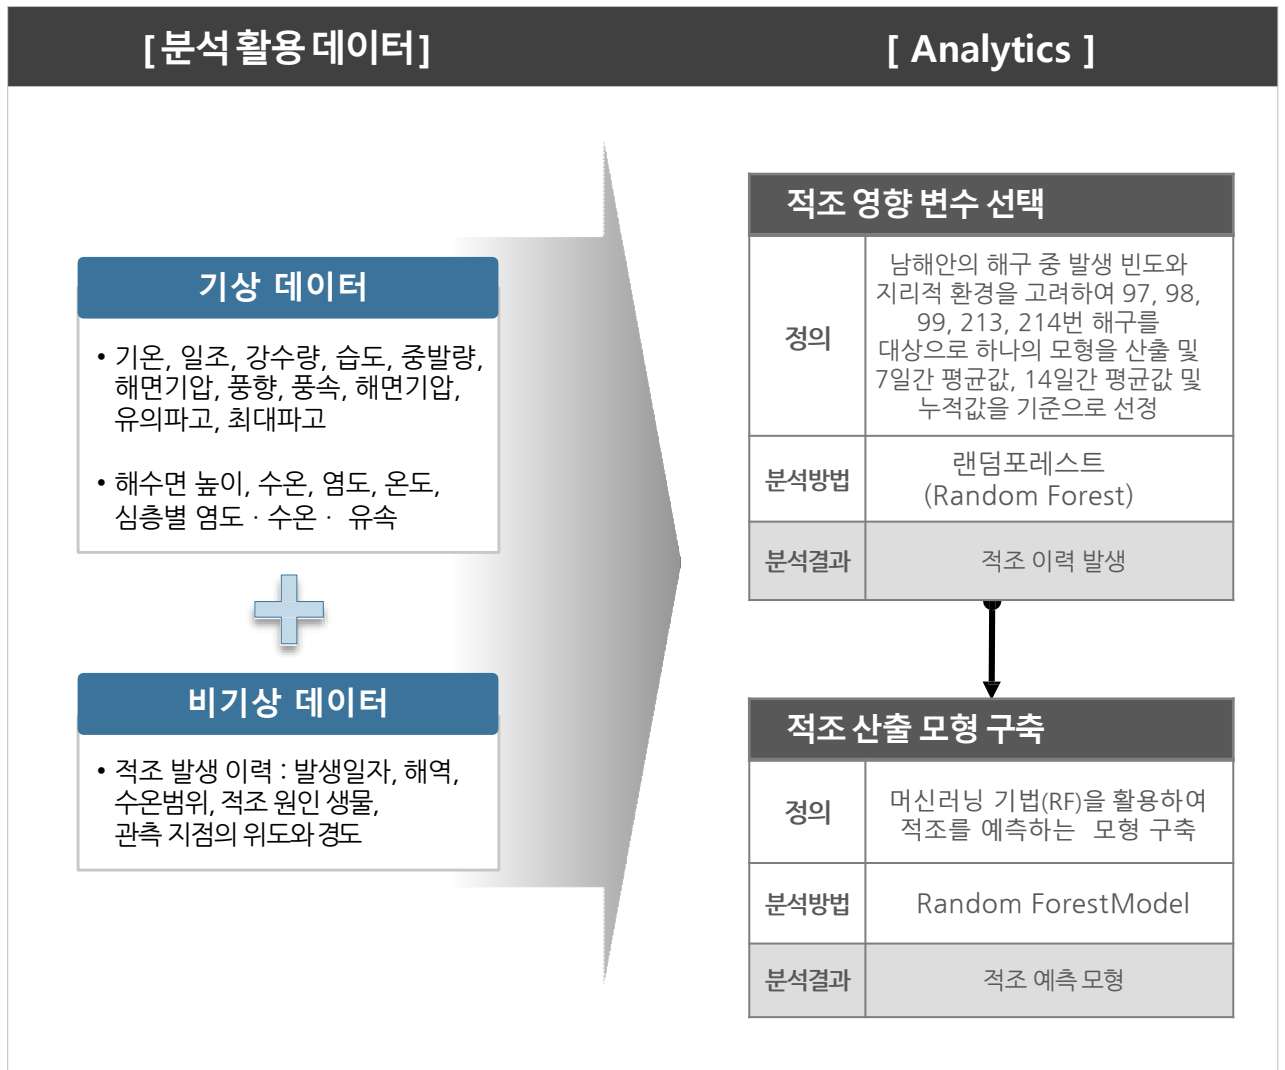 [분석 활용 데이터]
기상 데이터
• 기온, 일조, 강수량, 습도, 중발량,
해면기압, 풍향, 풍속, 해면기압,
유의파고, 최대파고
• 해수면 높이, 수온, 염도, 온도,
심층별 염도 · 수온 · 유속
비기상 데이터
• 적조 발생 이력 : 발생일자, 해역,
수온범위, 적조 원인 생물,
관측 지점의 위도와 경도
[ Analytics ]
적조 영향 변수 선택
정의
남해안의 해구 중 발생 빈도와
지리적 환경을 고려하여 97, 98,
99, 213, 214번 해구를
대상으로 하나의 모형을 산출 및
7일간 평균값, 14일간 평균값 및
누적값을 기준으로 선정
분석방법
랜덤포레스트
(Random Forest)
분석결과
적조 이력 발생
적조 산출 모형 구축
정의
머신러닝 기법(RF)을 활용하여
적조를 예측하는 모형 구축
분석방법
Random ForestModel
분석결과
적조 예측 모형